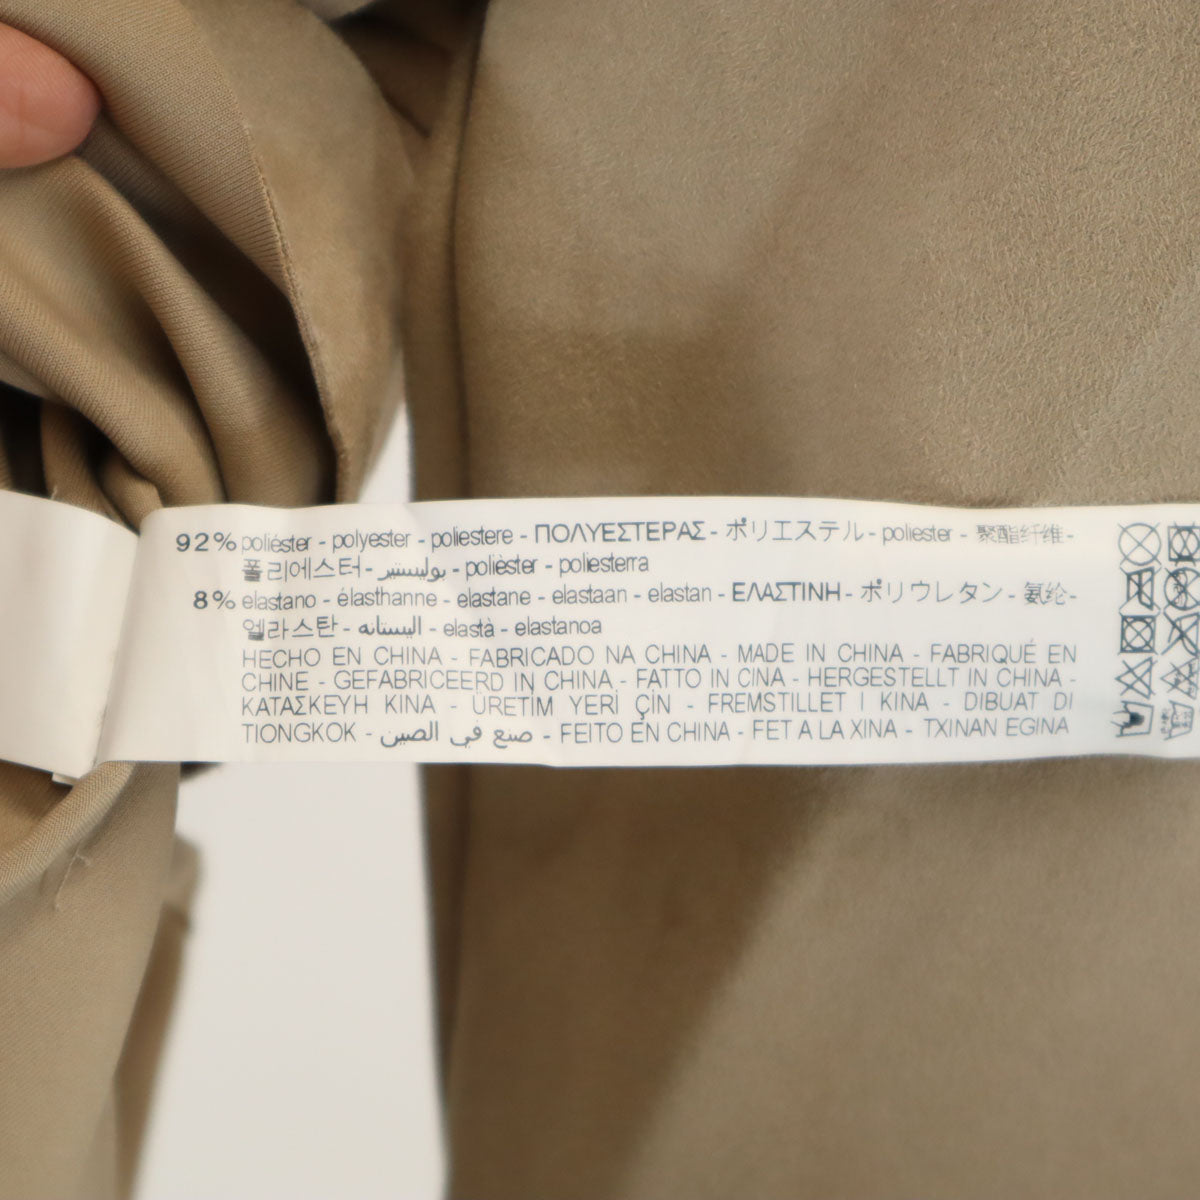 92% poliéster - polyester - poliestere - ΠΟΛΥΕΣΤΕΡΑΣ - ポリエステル - poliester - 聚酯纤维 -
폴리에스터 - بوليستير - polièster - poliesterra
8% elastano - élasthanne - elastane - elastaan - elastan - ΕΛΑΣΤΙΝΗ - ポリウレタン - 氨纶 -
엘라스탄 - اليستانه - elastà - elastanoa
HECHO EN CHINA - FABRICADO NA CHINA - MADE IN CHINA - FABRIQUÉ EN
CHINE - GEFABRICEERD IN CHINA - FATTO IN CINA - HERGESTELLT IN CHINA -
ΚΑΤΑΣΚΕΥΗ ΚΙΝΑ - ÜRETİM YERİ ÇİN - FREMSTILLET I KINA - DIBUAT DI
TIONGKOK - صنع في الصين - FEITO EN CHINA - FET A LA XINA - TXINAN EGINA